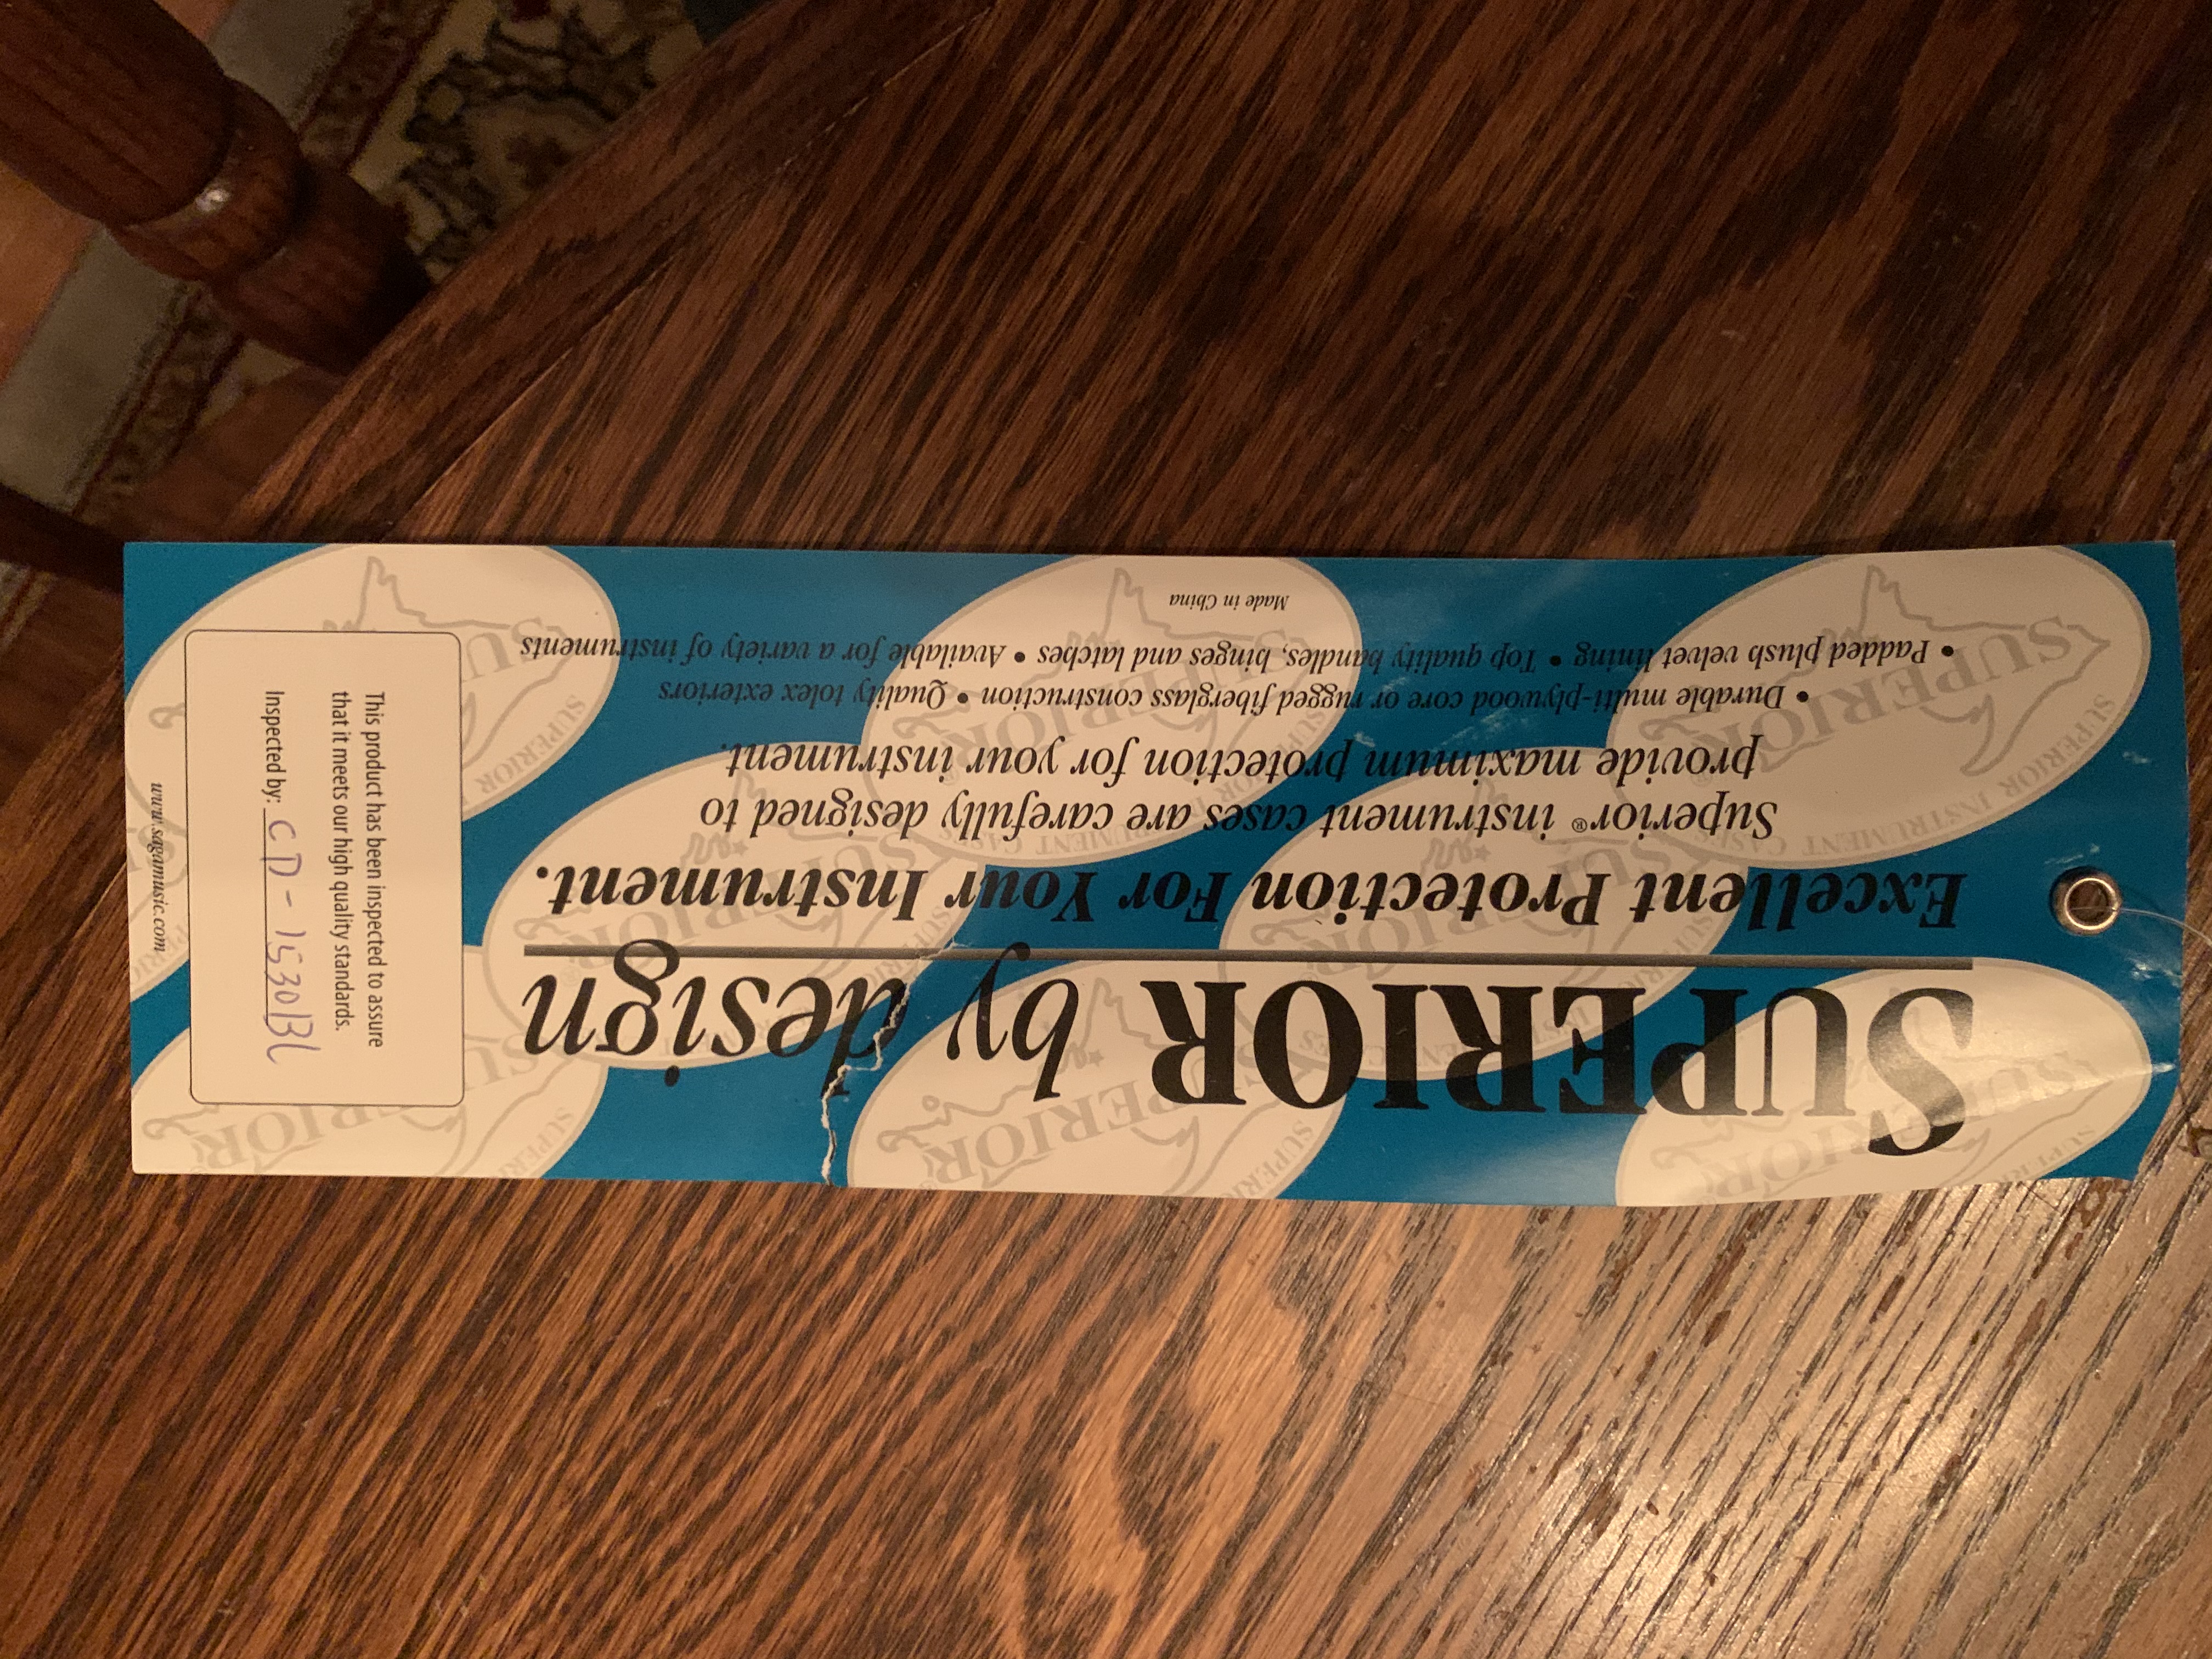 SUPERIOR by design
Excellent Protection For Your Instrument.
Superior® instrument cases are carefully designed to
provide maximum protection for your instrument.
• Durable multi-plywood core or rugged fiberglass construction • Quality tolex exteriors
• Padded plush velvet lining • Top quality handles, hinges and latches • Available for a variety of instruments
Made in China
This product has been inspected to assure
that it meets our high quality standards.
Inspected by: CD-1530BL
www.sagamusic.com